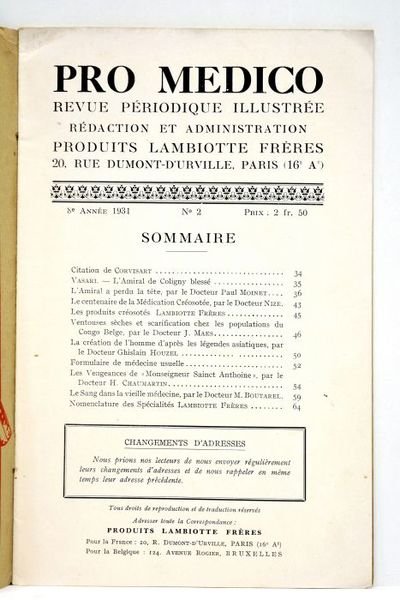 PRO MEDICO
REVUE PÉRIODIQUE ILLUSTRÉE
RÉDACTION ET ADMINISTRATION
PRODUITS LAMBIOTTE FRÈRES
20, RUE DUMONT-D'URVILLE, PARIS (16e Ar)
8e ANNÉE 1931 No 2 PRIX : 2 fr. 50
SOMMAIRE
Citation de CORVISART ............................ 34
VASARI. — L'Amiral de Coligny blessé ............ 35
L'Amiral a perdu la tête, par le Docteur Paul MOINET.... 36
Le centenaire de la Médication Créosotée, par le Docteur NIZE. 43
Les produits créosotés LAMBIOTTE FRÈRES............. 45
Ventouses sèches et scarification chez les populations du
Congo Belge, par le Docteur J. MAES.................. 46
La création de l'homme d'après les légendes asiatiques, par
le Docteur Ghislain HOUZEL ........................ 50
Formulaire de médecine usuelle...................... 52
Les Vengeances de «Monseigneur Sainct Anthoine», par le
Docteur H. CHAUMARTIN........................... 54
Le Sang dans la vieille médecine, par le Docteur M. BOUTAREL. 59
Nomenclature des Spécialités LAMBIOTTE FRÈRES ........ 64
CHANGEMENTS D'ADRESSES
Nous prions nos lecteurs de nous envoyer régulièrement
leurs changements d'adresses et de nous rappeler en même
temps leur adresse précédente.
Tous droits de reproduction et de traduction réservés
Adresser toute la Correspondance :
PRODUITS LAMBIOTTE FRÈRES
Pour la France : 20, R. DUMONT-D'URVILLE, PARIS (16e Ar)
Pour la Belgique : 124, AVENUE ROGIER, BRUXELLES